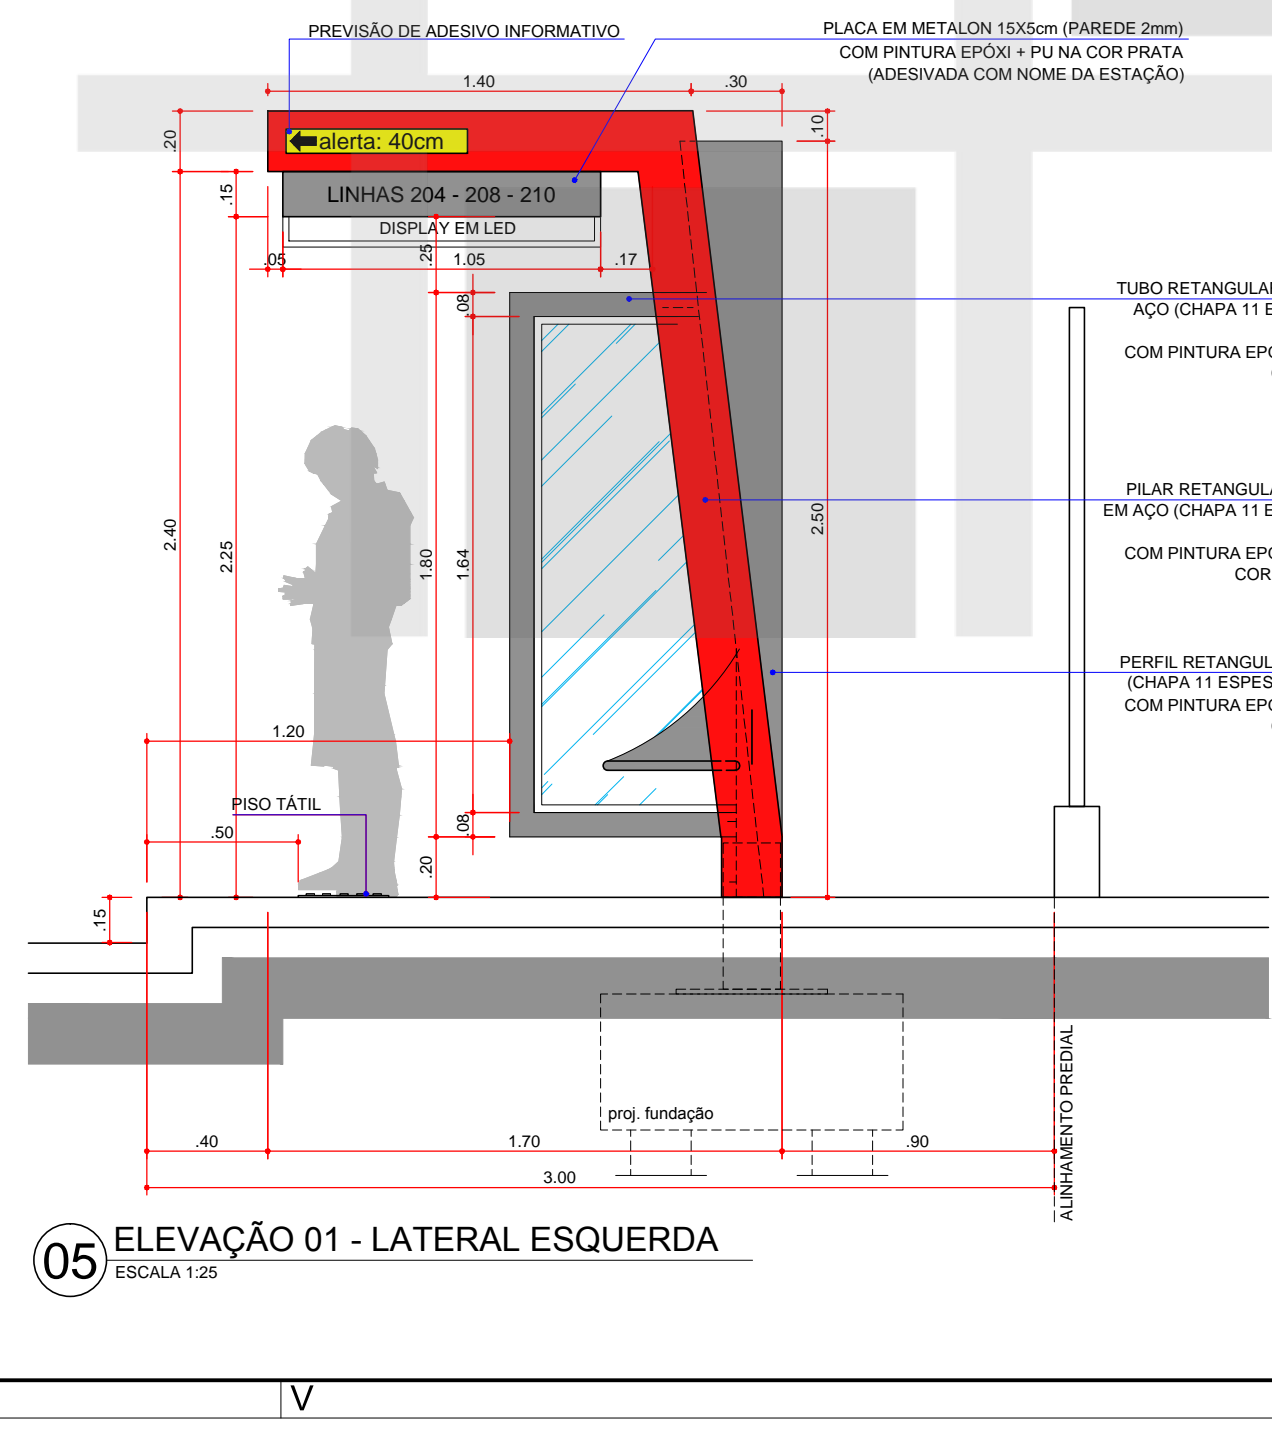 PREVISÃO DE ADESIVO INFORMATIVO
PLACA EM METALON 15X5cm (PAREDE 2mm)
COM PINTURA EPÓXI + PU NA COR PRATA
(ADESIVADA COM NOME DA ESTAÇÃO)
1.40
.30
.20
.10
alerta: 40cm
.15
LINHAS 204 - 208 - 210
DISPLAY EM LED
.25
.05
1.05
.17
.08
TUBO RETANGULAR
AÇO (CHAPA 11 E
COM PINTURA EPÓ
(
2.40
2.25
1.80
1.64
2.50
PILAR RETANGULA
EM AÇO (CHAPA 11 E
COM PINTURA EPÓ
COR
PERFIL RETANGUL
(CHAPA 11 ESPES
COM PINTURA EPÓ
(
1.20
PISO TÁTIL
.50
.08
.20
.15
proj. fundação
ALINHAMENTO PREDIAL
.40
1.70
.90
3.00
05
ELEVAÇÃO 01 - LATERAL ESQUERDA
ESCALA 1:25
V